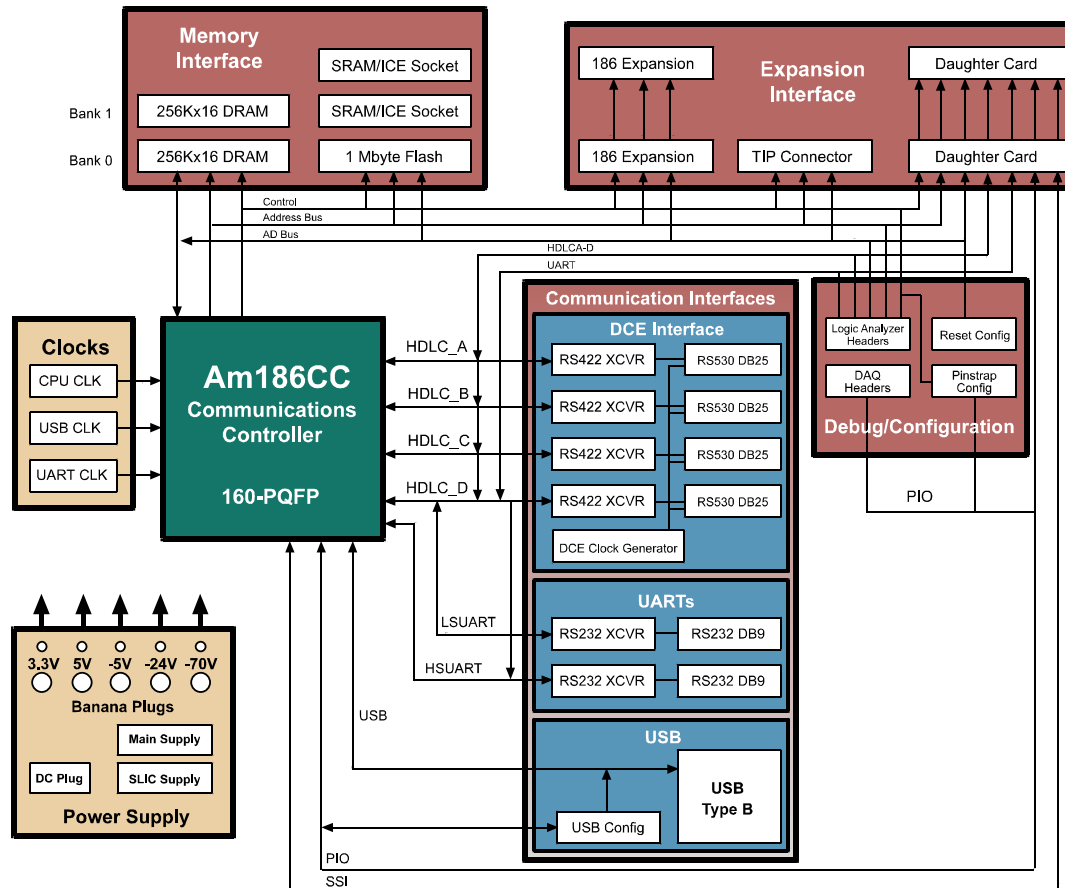 Memory
Interface
SRAM/ICE Socket
Bank 1
256Kx16 DRAM
SRAM/ICE Socket
Bank 0
256Kx16 DRAM
1 Mbyte Flash
Expansion
Interface
186 Expansion
Daughter Card
186 Expansion
TIP Connector
Daughter Card
Control
Address Bus
AD Bus
HDLCA-D
UART
Clocks
CPU CLK
USB CLK
UART CLK
Am186CC
Communications
Controller
160-PQFP
HDLC_A
HDLC_B
HDLC_C
HDLC_D
LSUART
HSUART
USB
Communication Interfaces
DCE Interface
RS422 XCVR
RS530 DB25
RS422 XCVR
RS530 DB25
RS422 XCVR
RS530 DB25
RS422 XCVR
RS530 DB25
DCE Clock Generator
UARTs
RS232 XCVR
RS232 DB9
RS232 XCVR
RS232 DB9
USB
USB
Type B
USB Config
Logic Analyzer
Headers
Reset Config
DAQ
Headers
Pinstrap
Config
Debug/Configuration
PIO
3.3V
5V
-5V
-24V
-70V
Banana Plugs
Main Supply
DC Plug
SLIC Supply
Power Supply
PIO
SSI